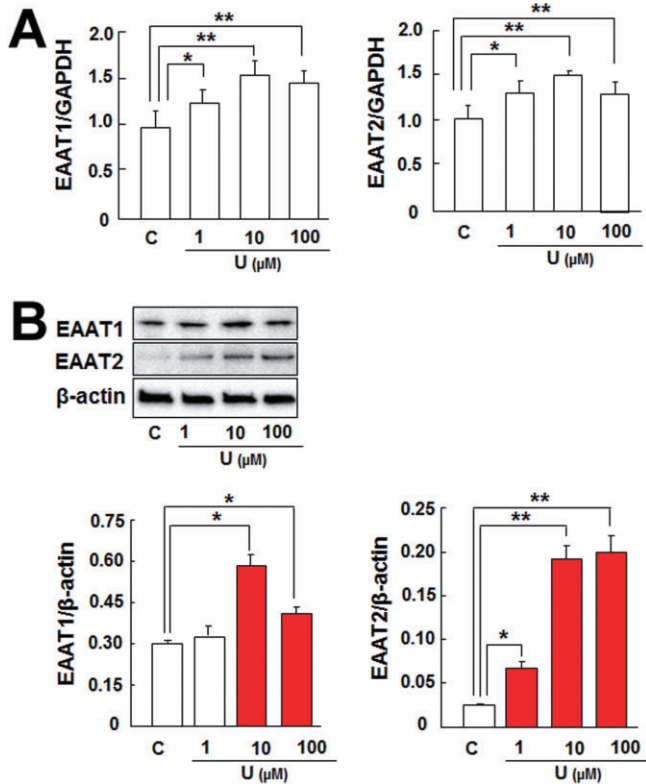 A
EAAT1/GAPDH
2.0
1.5
1.0
0.5
0
**
**
*
C 1 10 100
U (µM)
EAAT2/GAPDH
2.0
1.5
1.0
0.5
0
**
**
*
C 1 10 100
U (µM)
B
EAAT1
EAAT2
β-actin
C 1 10 100
U (µM)
EAAT1/β-actin
0.75
0.60
0.45
0.30
0.15
0
*
*
C 1 10 100
U (µM)
EAAT2/β-actin
0.25
0.20
0.15
0.10
0.05
0
**
**
*
C 1 10 100
U (µM)